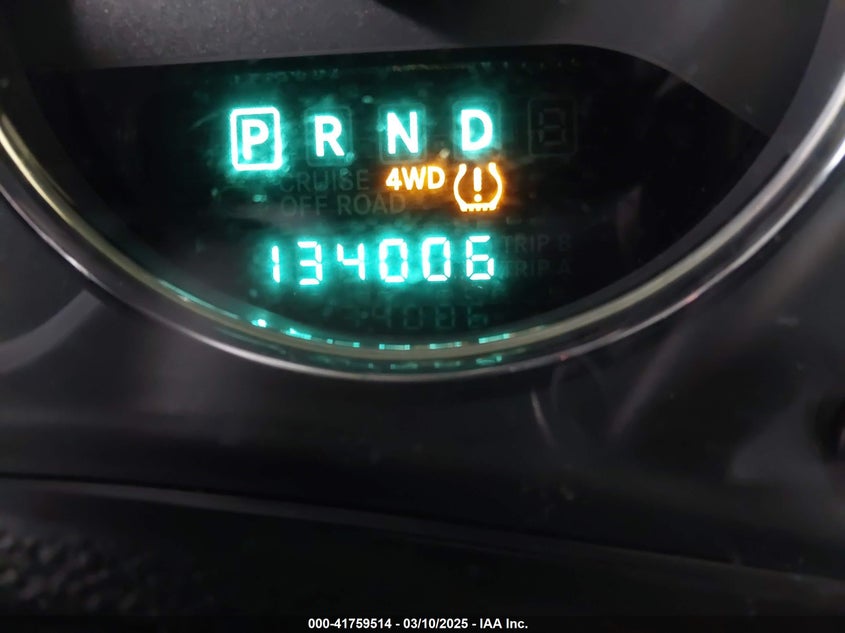 P R N D
CRUISE 4WD
OFF ROAD
TRIP B
134006
TRIP A
000-41759514 - 03/10/2025 - IAA Inc.